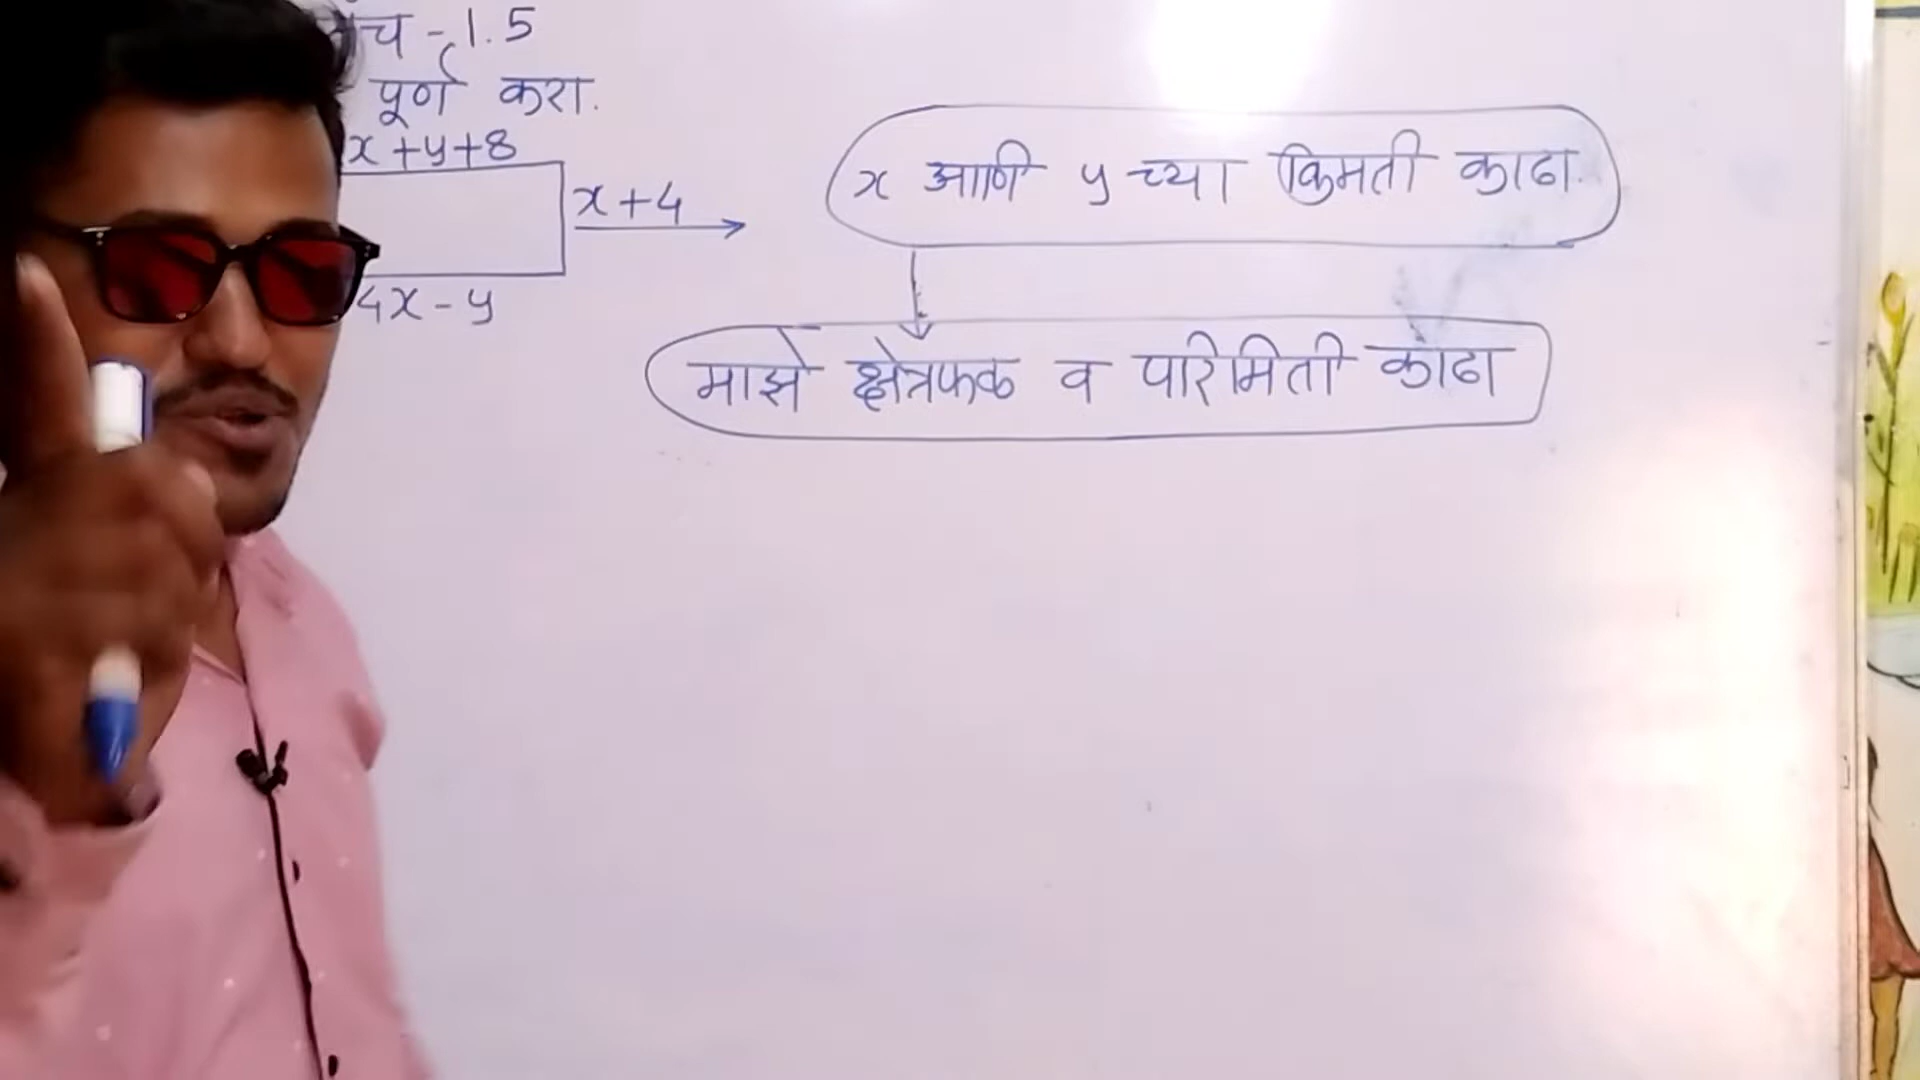 - 1.5
पूर्ण करा.
x+y+8
x+4
4x-y
x आणि y च्या किमती काढा.
माझे क्षेत्रफळ व परिमिती काढा